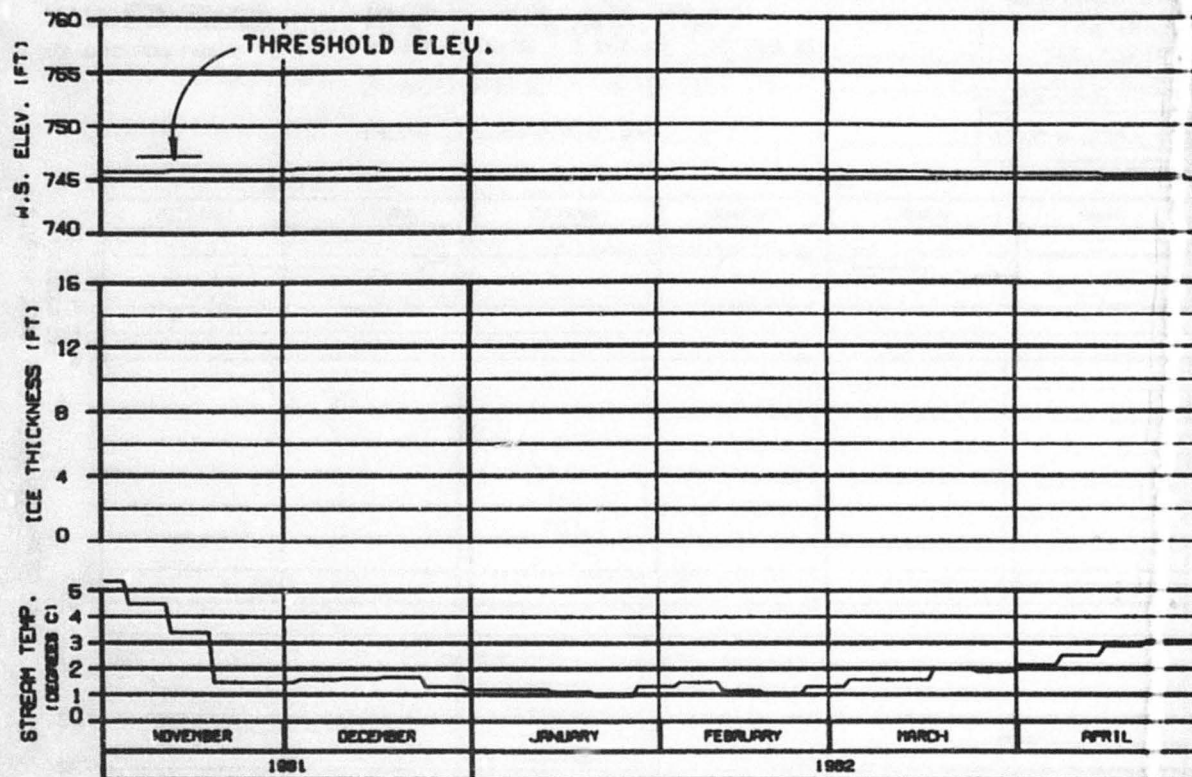 760
755
750
745
740
W.S. ELEV. (FT)
THRESHOLD ELEV.
16
12
8
4
0
ICE THICKNESS (FT)
5
4
3
2
1
0
STREAM TEMP.
(DEGREES C)
NOVEMBER DECEMBER JANUARY FEBRUARY MARCH APRIL
1981 1982